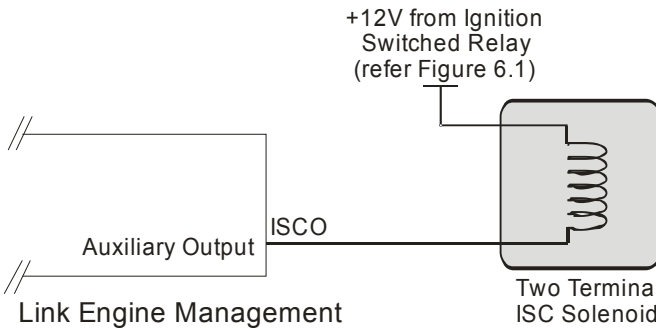 +12V from Ignition
Switched Relay
(refer Figure 6.1)
ISCO
Auxiliary Output
Two Termina
ISC Solenoid
Link Engine Management